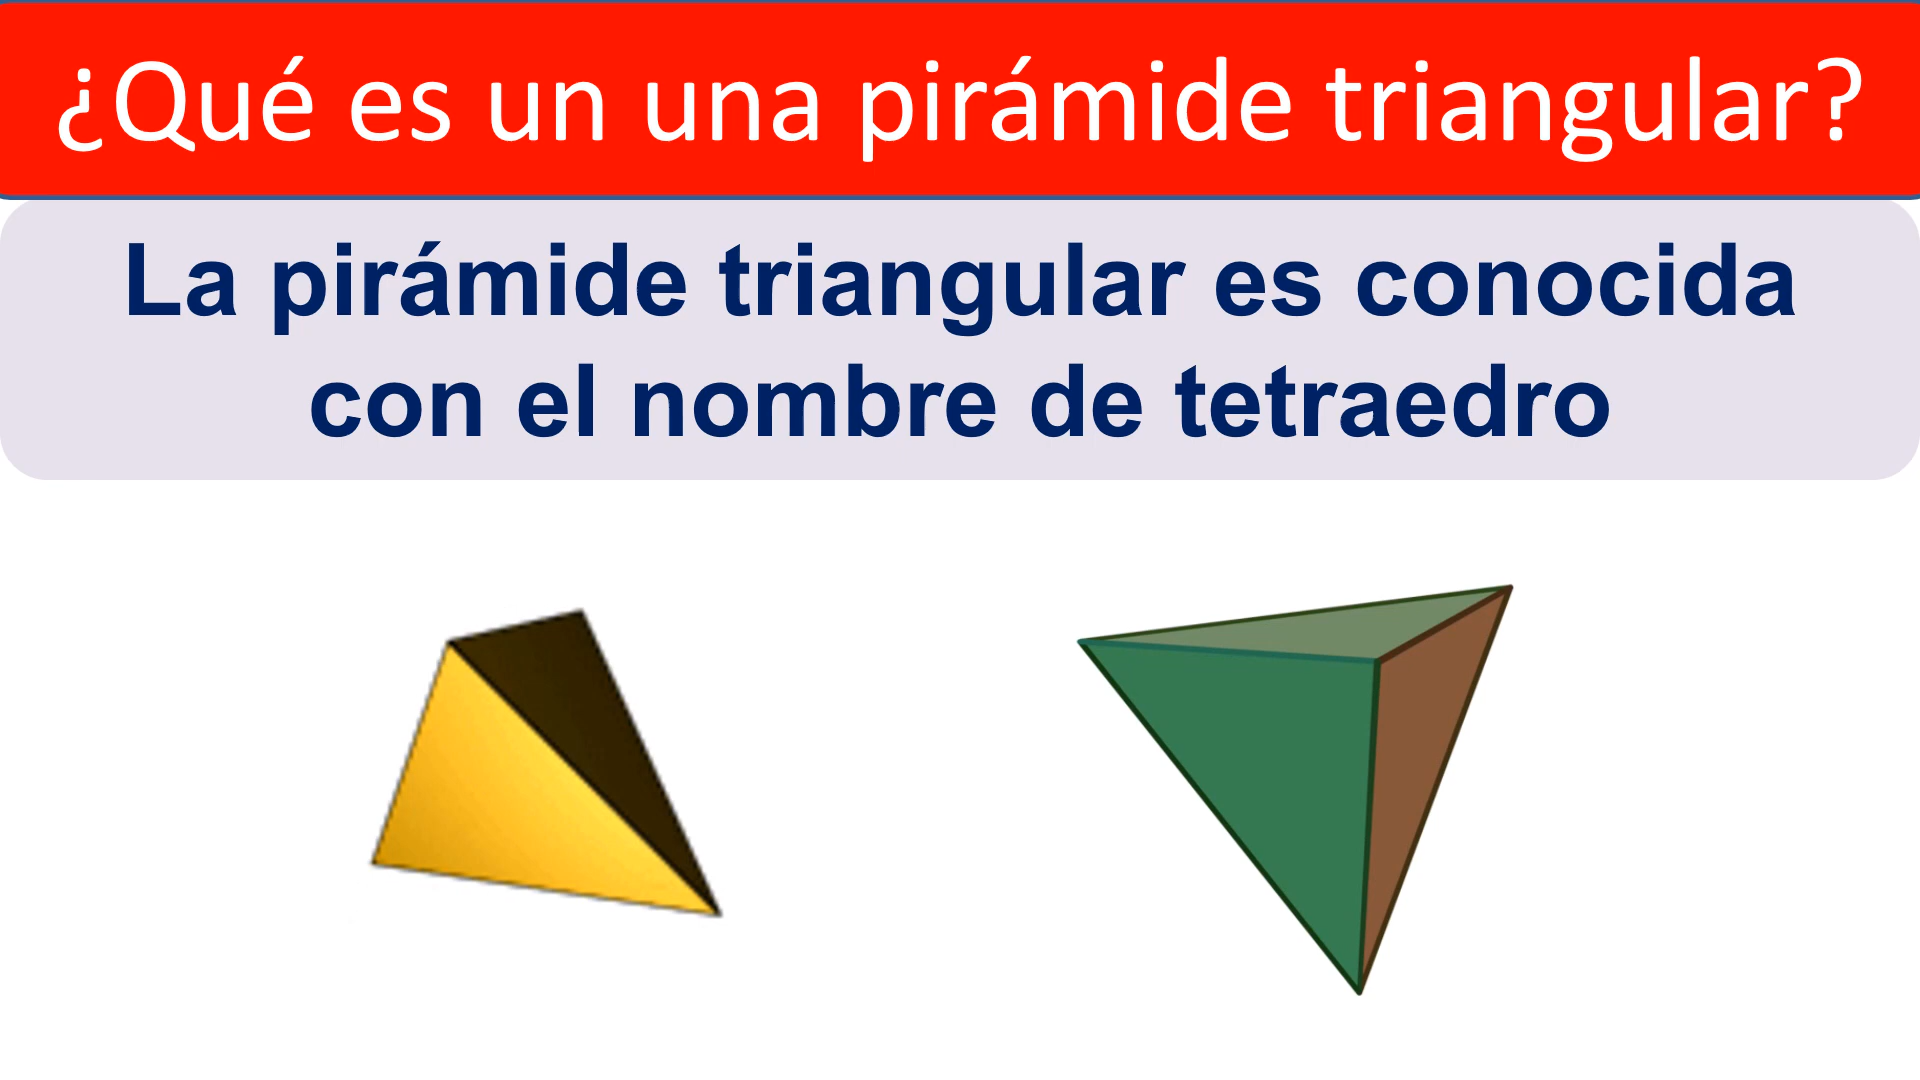 ¿Qué es un una pirámide triangular?
La pirámide triangular es conocida
con el nombre de tetraedro